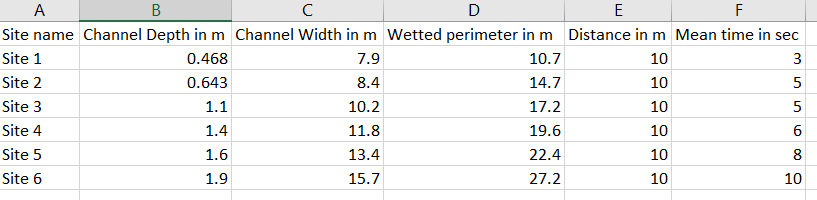 A B C D E F
Site name Channel Depth in m Channel Width in m Wetted perimeter in m Distance in m Mean time in sec
Site 1 0.468 7.9 10.7 10 3
Site 2 0.643 8.4 14.7 10 5
Site 3 1.1 10.2 17.2 10 5
Site 4 1.4 11.8 19.6 10 6
Site 5 1.6 13.4 22.4 10 8
Site 6 1.9 15.7 27.2 10 10